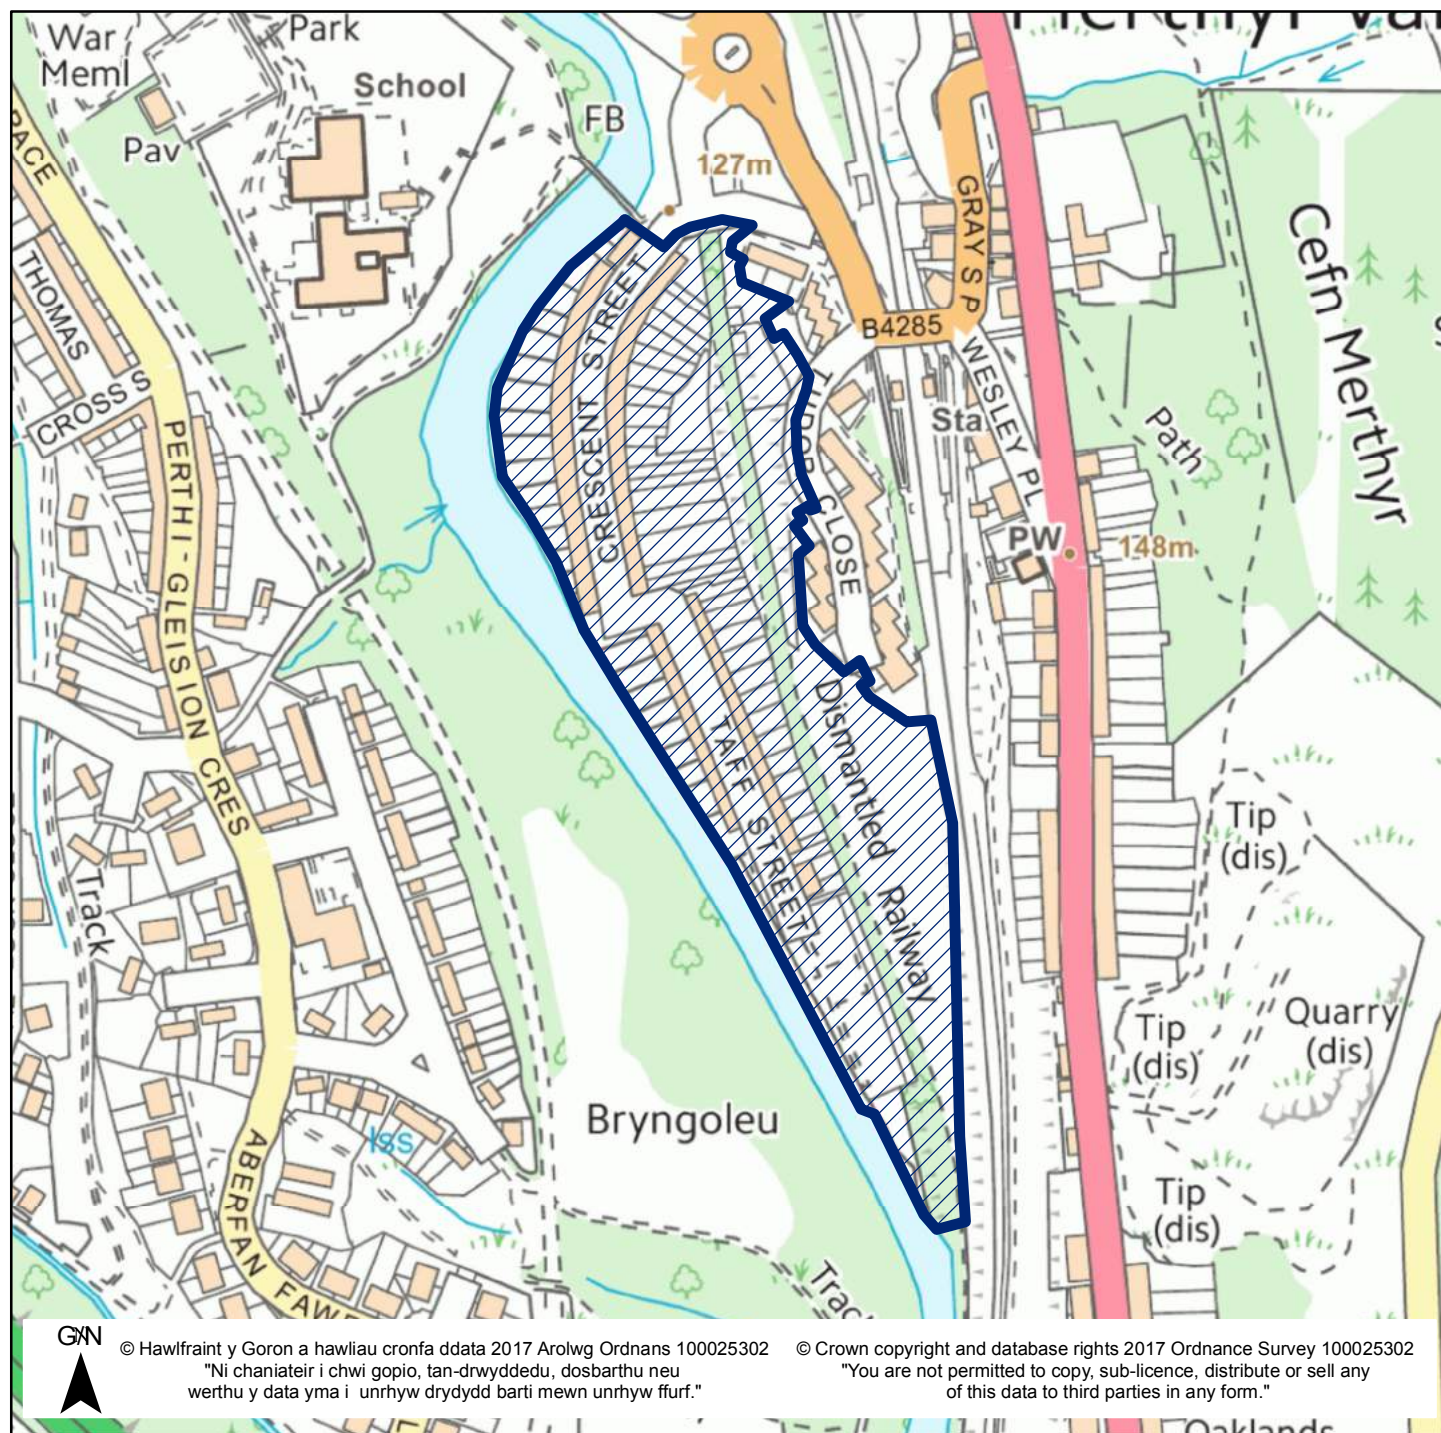 War
Meml
Park
School
Pav
FB
127m
GRAY S P
B4285
Cefn Merthyr
THOMAS
CROSS S
PERTHI-GLEISION CRES
CRESCENT STREET
TUDOR CLOSE
Sta
WESLEY PL
Path
PW
148m
TAFF STREET
Dismantled Railway
Track
Tip
(dis)
Tip
(dis)
Quarry
(dis)
Bryngoleu
Iss
ABERFAN FAWR
Tip
(dis)
Track
© Hawlfraint y Goron a hawliau cronfa ddata 2017 Arolwg Ordnans 100025302
"Ni chaniateir i chwi gopio, tan-drwyddedu, dosbarthu neu
werthu y data yma i unrhyw drydydd barti mewn unrhyw ffurf."
© Crown copyright and database rights 2017 Ordnance Survey 100025302
"You are not permitted to copy, sub-licence, distribute or sell any
of this data to third parties in any form."
Oaklands